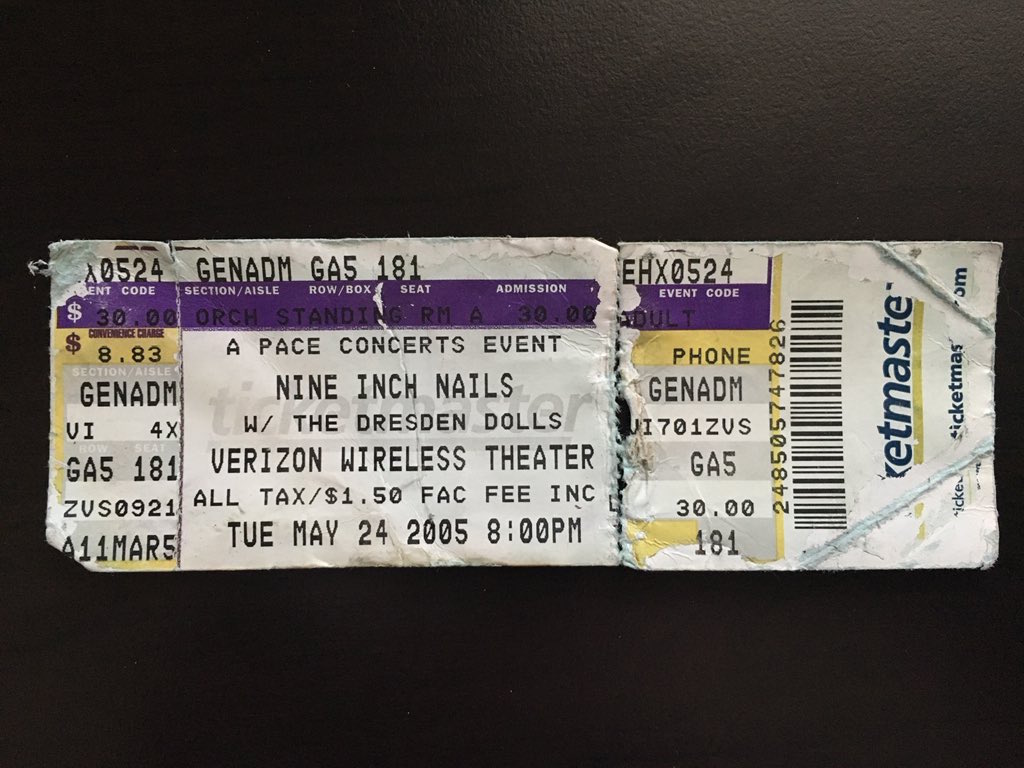 X0524 GENADM GA5 181 EHX0524
ENT CODE SECTION/AISLE ROW/BOX SEAT ADMISSION EVENT CODE
$ 30.00 ORCH STANDING RM A 30.00 ADULT
CONVENIENCE CHARGE
$ 8.83
SECTION/AISLE
GENADM
VI 4X
ROW SEAT
GA5 181
ZVS0921
A11MAR5
A PACE CONCERTS EVENT
NINE INCH NAILS
W/ THE DRESDEN DOLLS
ticketmaster
VERIZON WIRELESS THEATER
ALL TAX/$1.50 FAC FEE INC
TUE MAY 24 2005 8:00PM
PHONE
GENADM
VI701ZVS
GA5
30.00
181
248505747826
ketmaste
ticketmas
om
ticke